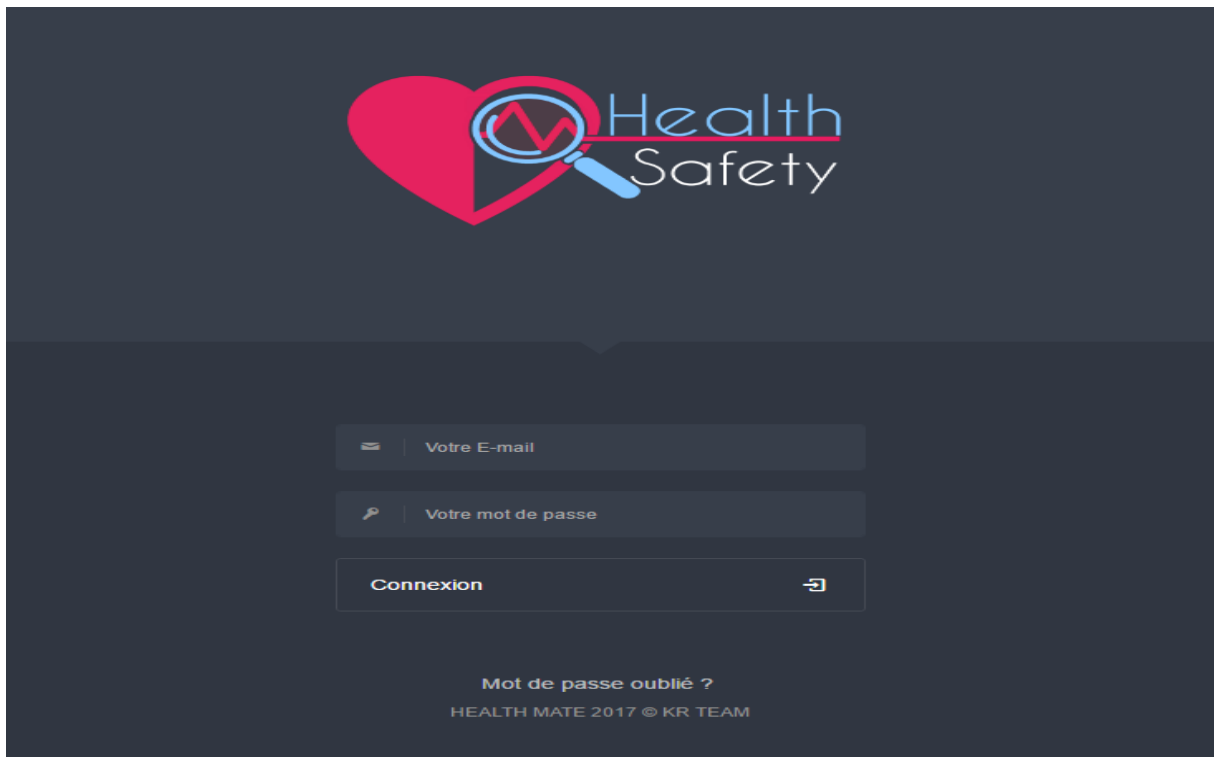 Health
Safety
Votre E-mail
Votre mot de passe
Connexion
Mot de passe oublié ?
HEALTH MATE 2017 © KR TEAM